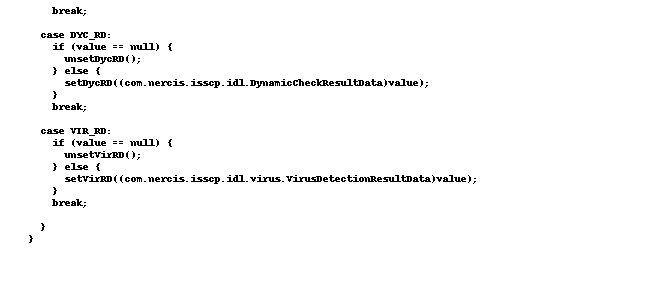 break;
case DYC_RD:
if (value == null) {
unsetDycRD();
} else {
setDycRD((com.nercis.isscp.idl.DynamicCheckResultData)value);
}
break;
case VIR_RD:
if (value == null) {
unsetVirRD();
} else {
setVirRD((com.nercis.isscp.idl.virus.VirusDetectionResultData)value);
}
break;
}
}